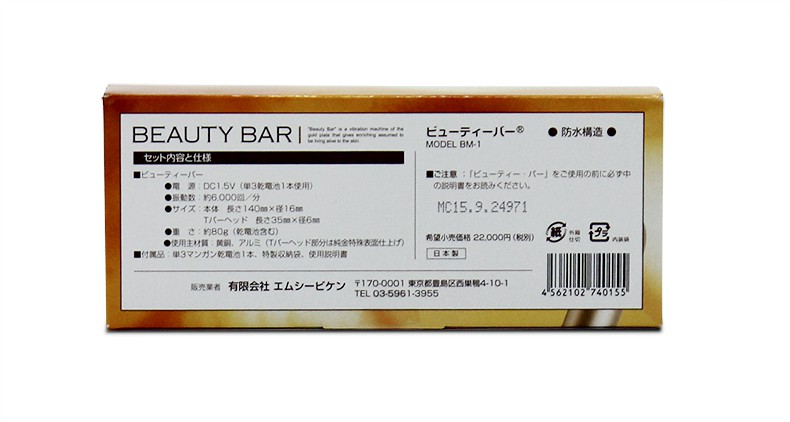 BEAUTY BAR
"Beauty Bar" is a vibration machine of the
gold plate that gives enriching assumed to
be living alive to the skin.
セット内容と仕様
■ビューティーバー
●電　源：DC1.5V（単3乾電池1本使用）
●振動数：約6,000回／分
●サイズ：本体　長さ140mm×径16mm
Tバーヘッド　長さ35mm×径6mm
●重　さ：約80g（乾電池含む）
●使用主材質：黄銅、アルミ（Tバーヘッド部分は純金特殊表面仕上げ）
■付属品：単3マンガン乾電池1本、特製収納袋、使用説明書
ビューティーバー®
MODEL BM-1
●防水構造●
■ご注意：「ビューティー・バー」をご使用の前に必ず中
の説明書をお読みください。
MC15.9.24971
希望小売価格 22,000円（税別）
日本製
紙
外箱
仕切
プラ
内装袋
販売業者　有限会社 エムシービケン　〒170-0001 東京都豊島区西巣鴨4-10-1
TEL 03-5961-3955
4 562102 740155